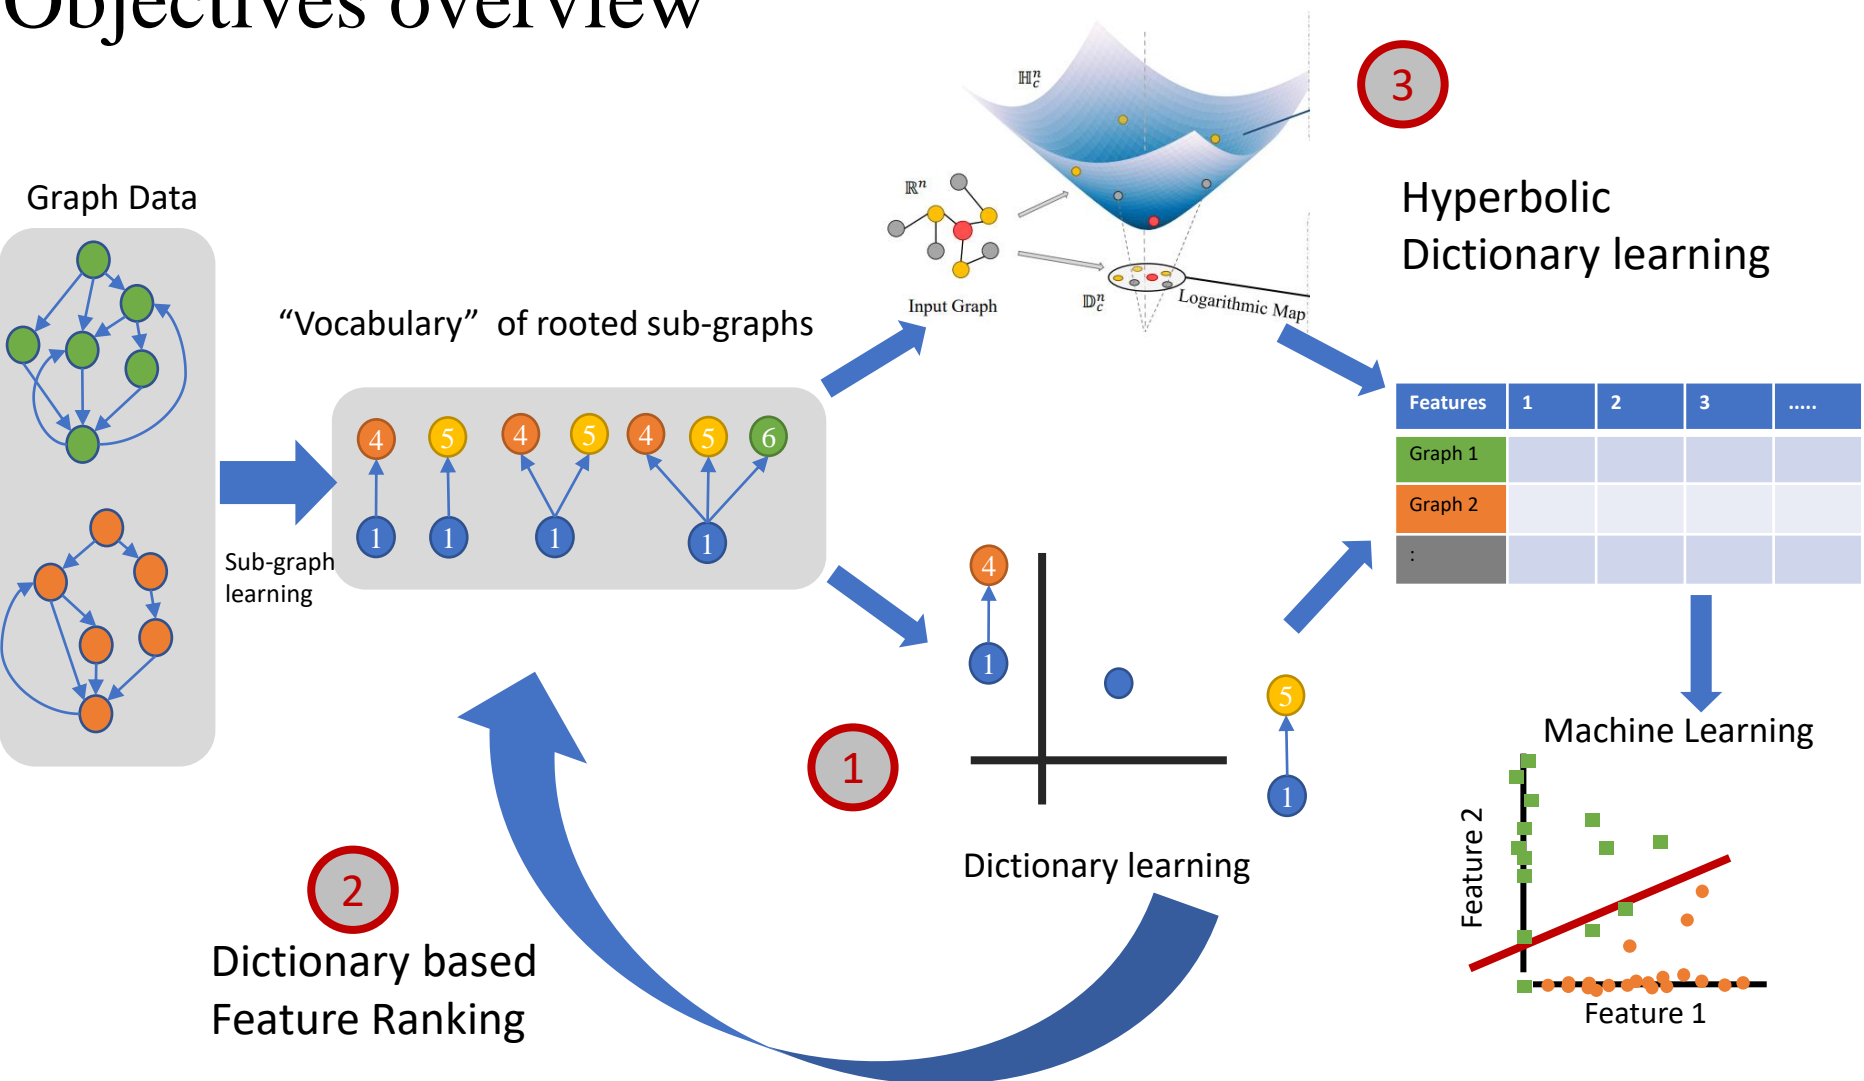 Objectives overview
3
ℍⁿ_c
Hyperbolic
Dictionary learning
Graph Data
ℝⁿ
𝔻ⁿ_c
Logarithmic Map
Input Graph
“Vocabulary” of rooted sub-graphs
4 5 4 5 4 5 6
1 1 1 1
Sub-graph
learning
Features 1 2 3 .....
Graph 1
Graph 2
:
4
1
5
1
1
Dictionary learning
2
Dictionary based
Feature Ranking
Machine Learning
Feature 2
Feature 1